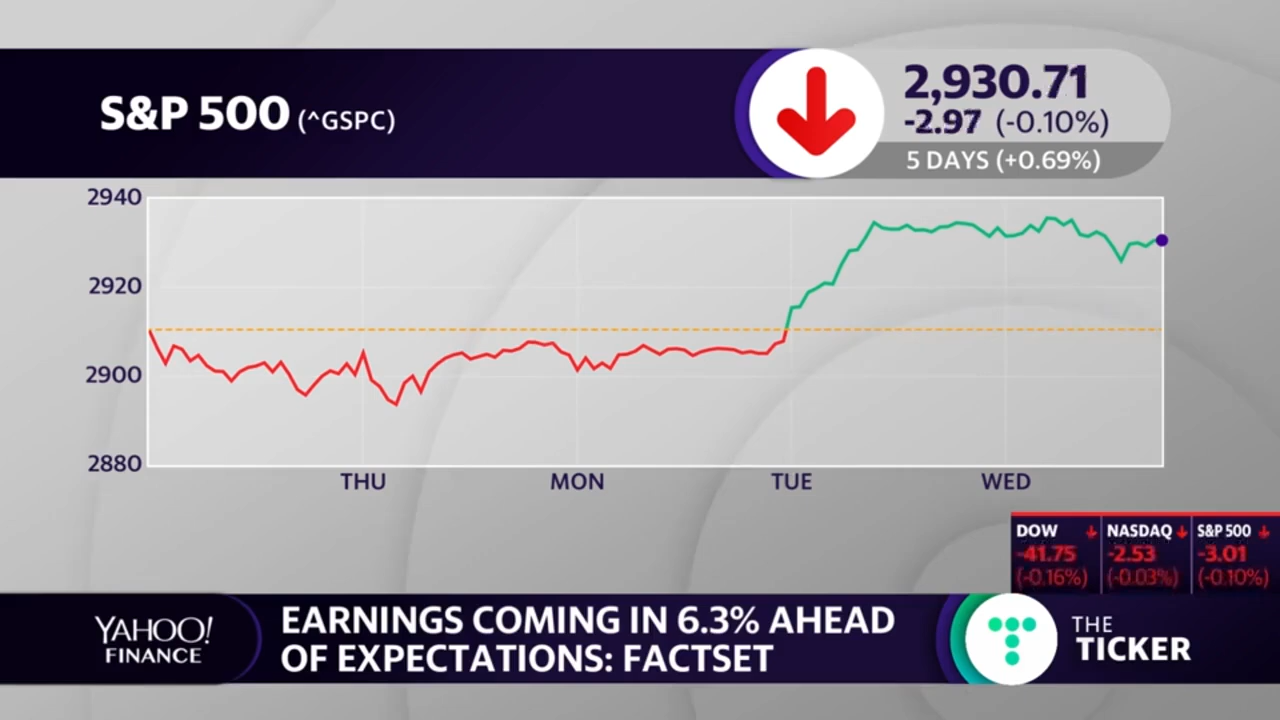 S&P 500 (^GSPC)
2,930.71
-2.97 (-0.10%)
5 DAYS (+0.69%)
2940
2920
2900
2880
THU MON TUE WED
DOW NASDAQ S&P 500
-41.75 -2.53 -3.01
(-0.16%) (-0.03%) (-0.10%)
YAHOO!
FINANCE
EARNINGS COMING IN 6.3% AHEAD
OF EXPECTATIONS: FACTSET
THE
TICKER